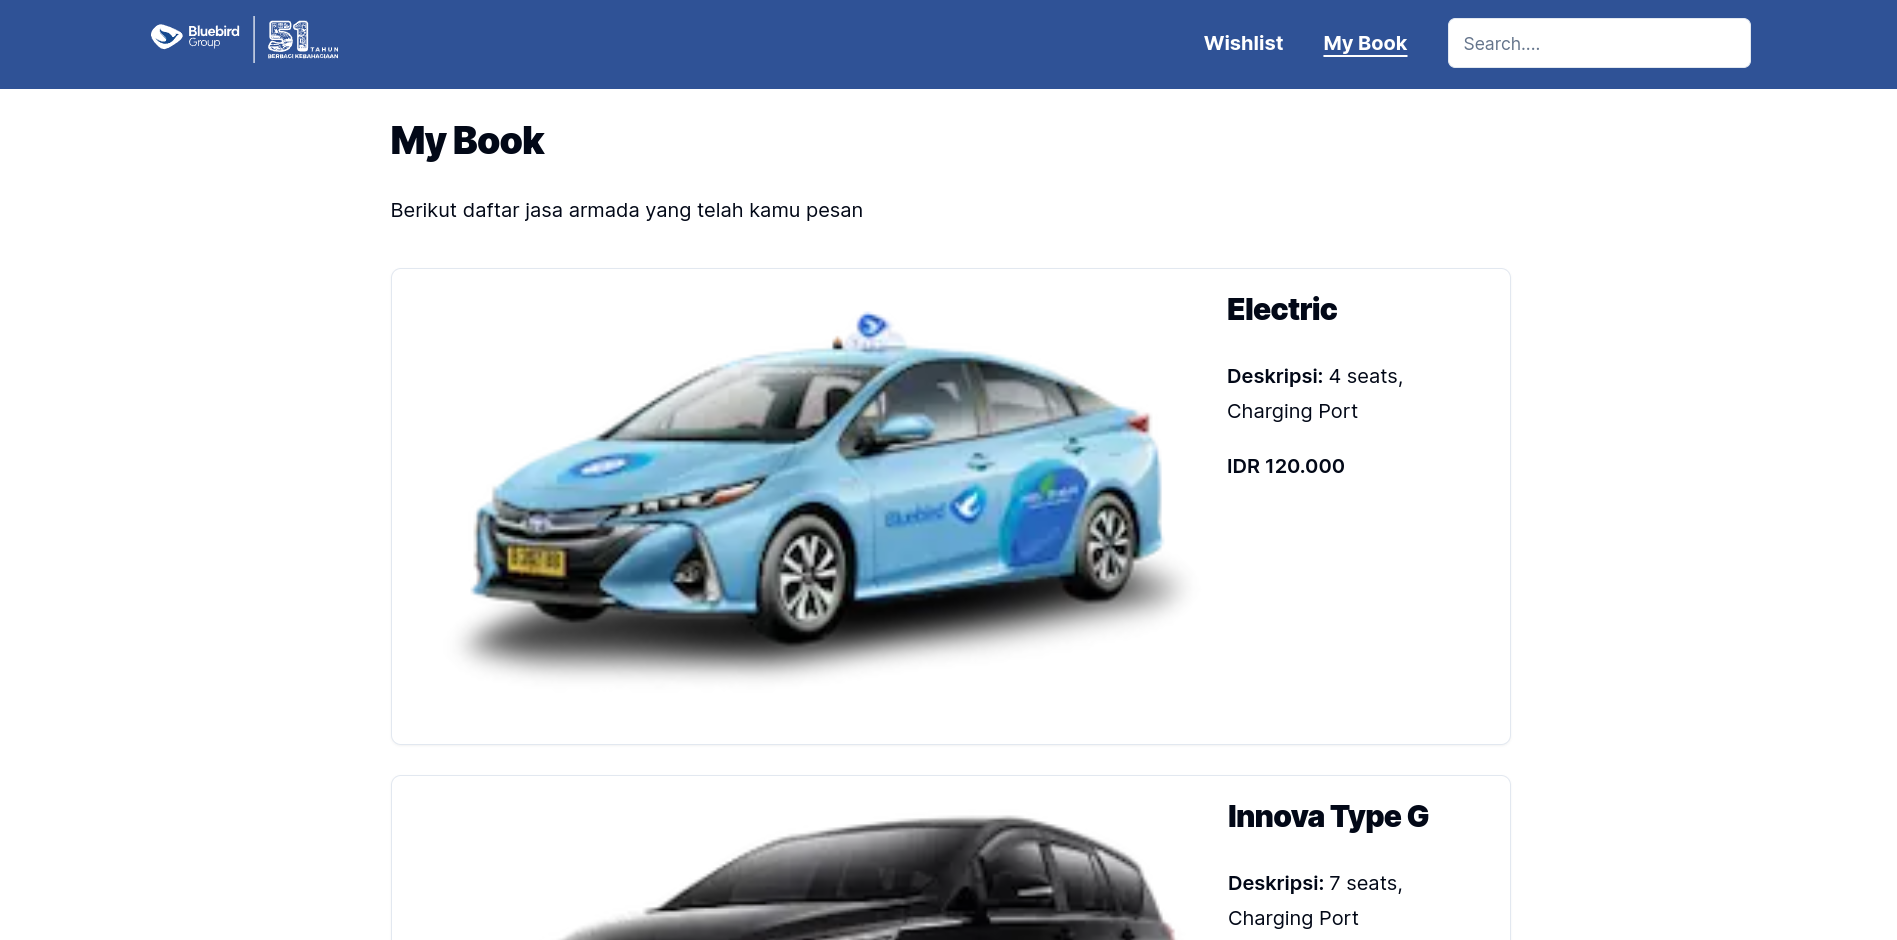 Bluebird
Group
51
TAHUN
BERBAGI KEBAHAGIAAN
Wishlist
My Book
Search....
My Book
Berikut daftar jasa armada yang telah kamu pesan
Electric
Deskripsi: 4 seats,
Charging Port
IDR 120.000
Bluebird
Innova Type G
Deskripsi: 7 seats,
Charging Port